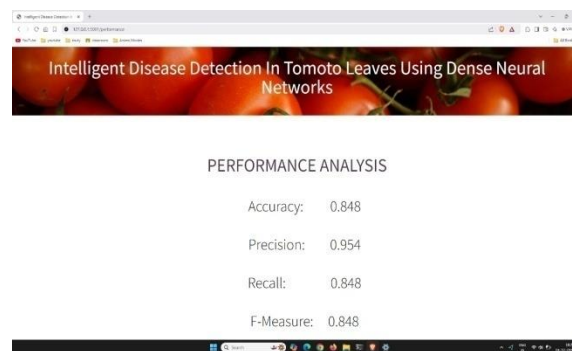 Intelligent Disease Detection In Tomoto Leaves Using Dense Neural
Networks
PERFORMANCE ANALYSIS
Accuracy: 0.848
Precision: 0.954
Recall: 0.848
F-Measure: 0.848
Search